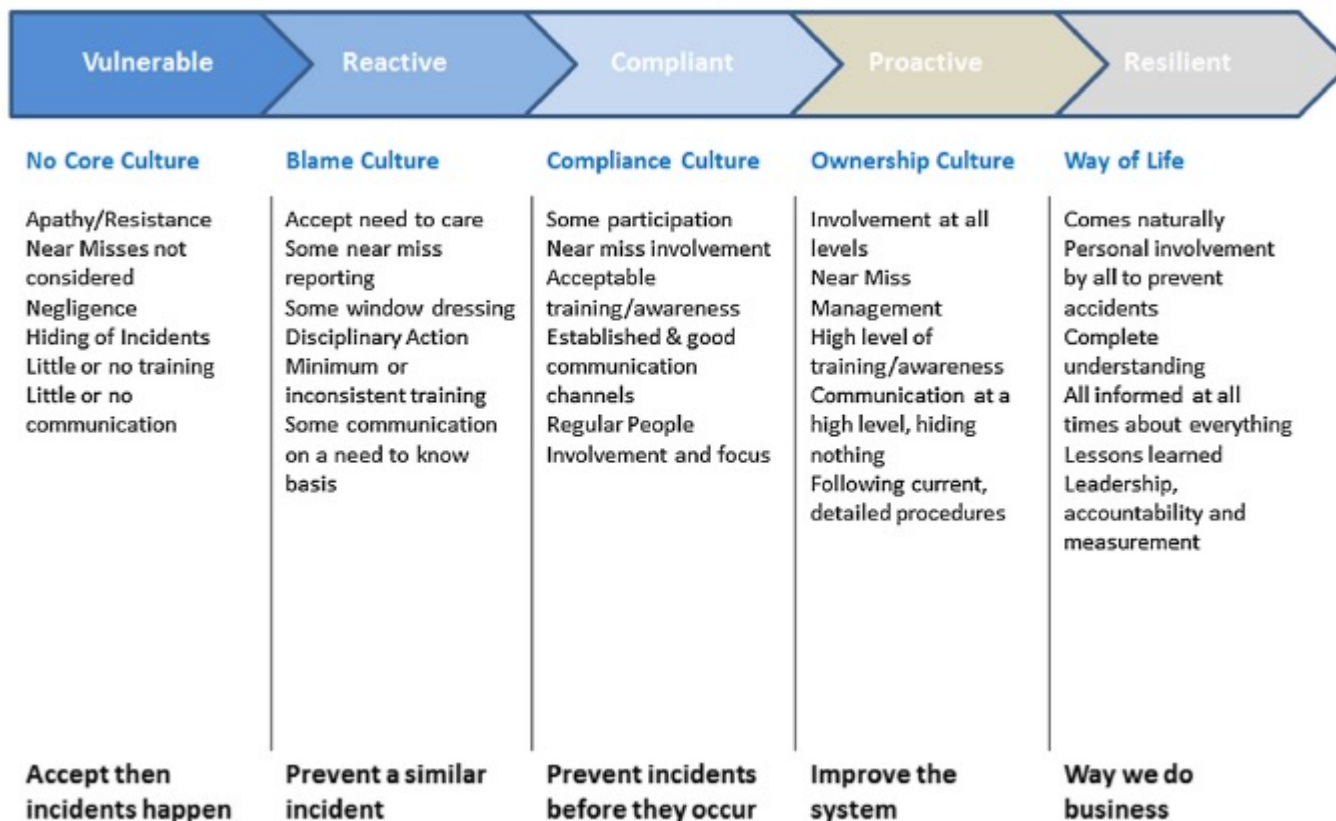 Vulnerable
Reactive
Compliant
Proactive
Resilient
No Core Culture
Apathy/Resistance
Near Misses not
considered
Negligence
Hiding of Incidents
Little or no training
Little or no
communication
Accept then
incidents happen
Blame Culture
Accept need to care
Some near miss
reporting
Some window dressing
Disciplinary Action
Minimum or
inconsistent training
Some communication
on a need to know
basis
Prevent a similar
incident
Compliance Culture
Some participation
Near miss involvement
Acceptable
training/awareness
Established & good
communication
channels
Regular People
Involvement and focus
Prevent incidents
before they occur
Ownership Culture
Involvement at all
levels
Near Miss
Management
High level of
training/awareness
Communication at a
high level, hiding
nothing
Following current,
detailed procedures
Improve the
system
Way of Life
Comes naturally
Personal involvement
by all to prevent
accidents
Complete
understanding
All informed at all
times about everything
Lessons learned
Leadership,
accountability and
measurement
Way we do
business